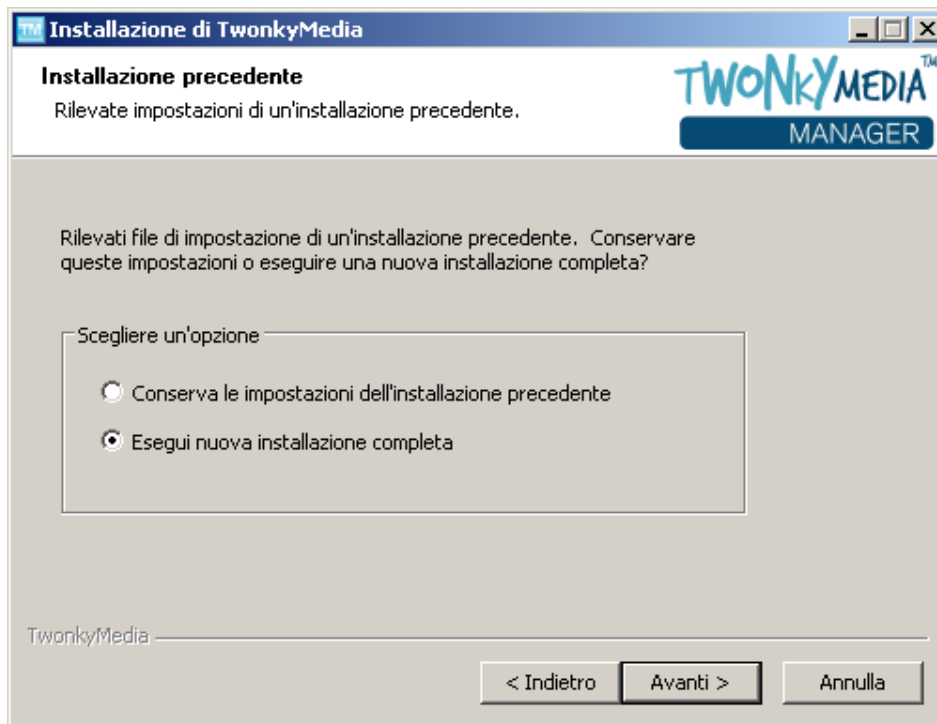 TM Installazione di TwonkyMedia
Installazione precedente
Rilevate impostazioni di un'installazione precedente.
TWONKYMEDIA™
MANAGER
Rilevati file di impostazione di un'installazione precedente. Conservare
queste impostazioni o eseguire una nuova installazione completa?
Scegliere un'opzione
Conserva le impostazioni dell'installazione precedente
Esegui nuova installazione completa
TwonkyMedia
< Indietro
Avanti >
Annulla